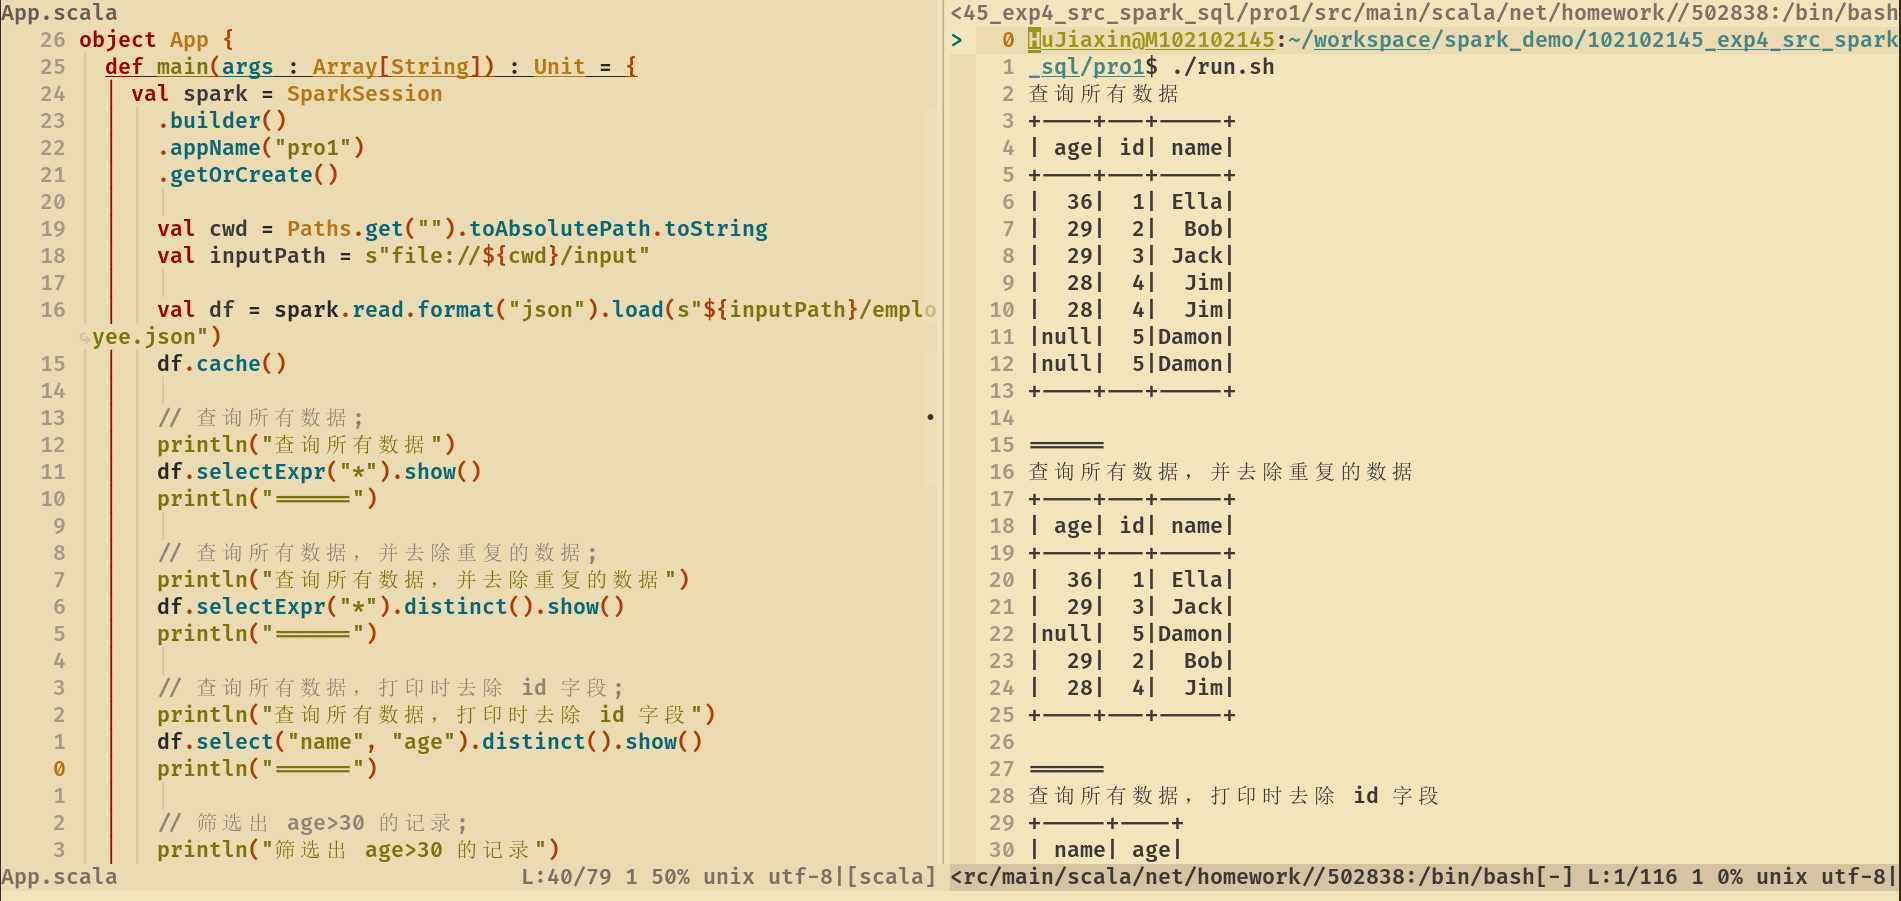 App.scala
26 object App {
25 def main(args : Array[String]) : Unit = {
24 val spark = SparkSession
23 .builder()
22 .appName("pro1")
21 .getOrCreate()
20
19 val cwd = Paths.get("").toAbsolutePath.toString
18 val inputPath = s"file://${cwd}/input"
17
16 val df = spark.read.format("json").load(s"${inputPath}/emplo
↪yee.json")
15 df.cache()
14
13 // 查询所有数据;
12 println("查询所有数据")
11 df.selectExpr("*").show()
10 println("======")
9
8 // 查询所有数据，并去除重复的数据;
7 println("查询所有数据，并去除重复的数据")
6 df.selectExpr("*").distinct().show()
5 println("======")
4
3 // 查询所有数据，打印时去除 id 字段;
2 println("查询所有数据，打印时去除 id 字段")
1 df.select("name", "age").distinct().show()
0 println("======")
1
2 // 筛选出 age>30 的记录;
3 println("筛选出 age>30 的记录")
App.scala L:40/79 1 50% unix utf-8|[scala]
<45_exp4_src_spark_sql/pro1/src/main/scala/net/homework//502838:/bin/bash
> 0 HuJiaxin@M102102145:~/workspace/spark_demo/102102145_exp4_src_spark
1 _sql/pro1$ ./run.sh
2 查询所有数据
3 +----+---+-----+
4 | age| id| name|
5 +----+---+-----+
6 |  36|  1| Ella|
7 |  29|  2|  Bob|
8 |  29|  3| Jack|
9 |  28|  4|  Jim|
10 |  28|  4|  Jim|
11 |null|  5|Damon|
12 |null|  5|Damon|
13 +----+---+-----+
14
15 ======
16 查询所有数据，并去除重复的数据
17 +----+---+-----+
18 | age| id| name|
19 +----+---+-----+
20 |  36|  1| Ella|
21 |  29|  3| Jack|
22 |null|  5|Damon|
23 |  29|  2|  Bob|
24 |  28|  4|  Jim|
25 +----+---+-----+
26
27 ======
28 查询所有数据，打印时去除 id 字段
29 +-----+----+
30 | name| age|
<rc/main/scala/net/homework//502838:/bin/bash[-] L:1/116 1 0% unix utf-8|